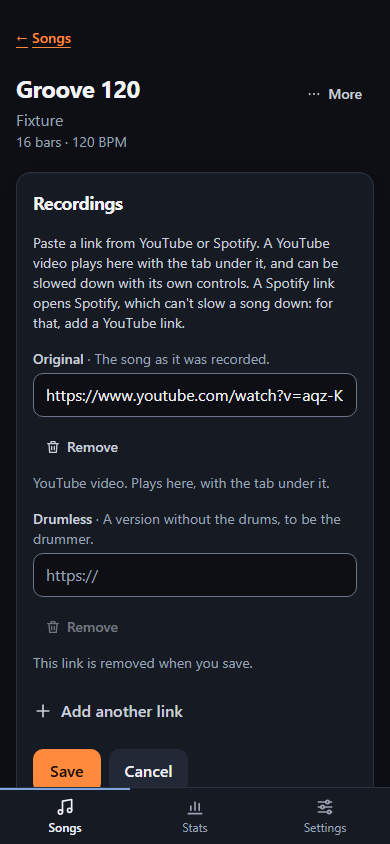 ← Songs
Groove 120
··· More
Fixture
16 bars · 120 BPM
Recordings
Paste a link from YouTube or Spotify. A YouTube
video plays here with the tab under it, and can be
slowed down with its own controls. A Spotify link
opens Spotify, which can't slow a song down: for
that, add a YouTube link.
Original · The song as it was recorded.
https://www.youtube.com/watch?v=aqz-K
Remove
YouTube video. Plays here, with the tab under it.
Drumless · A version without the drums, to be the
drummer.
https://
Remove
This link is removed when you save.
+ Add another link
Save Cancel
Songs Stats Settings